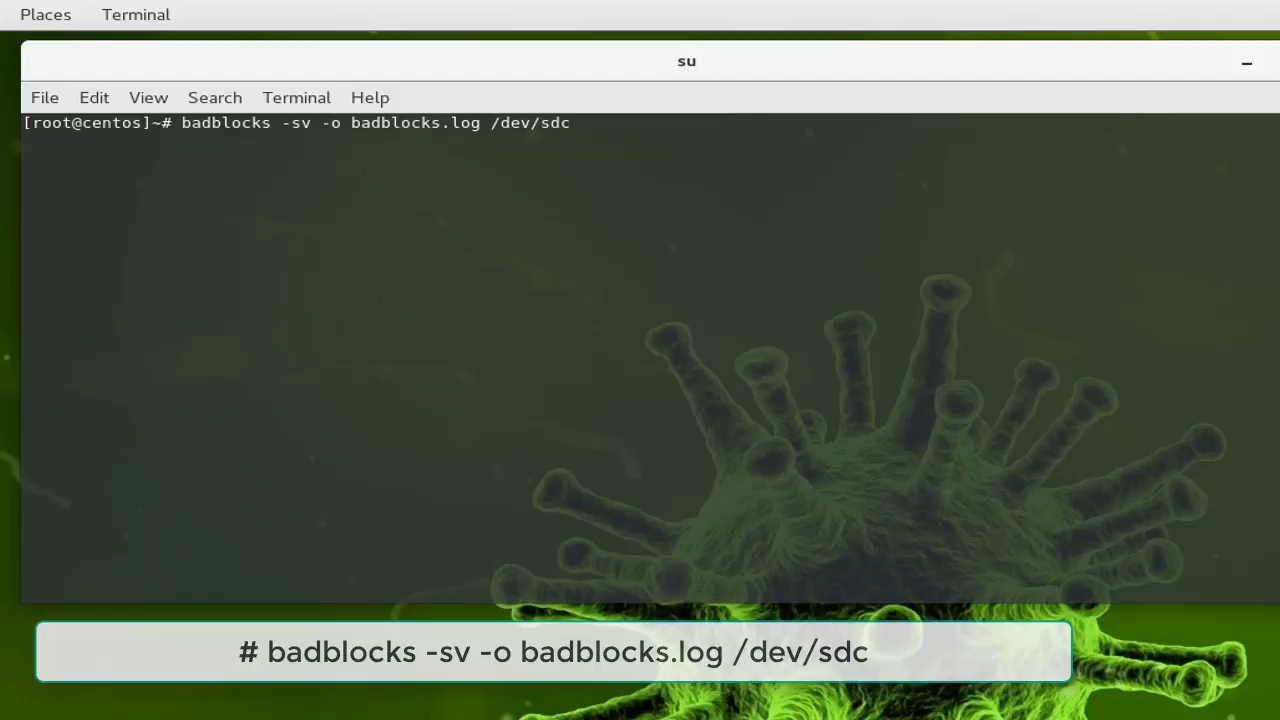 Places Terminal
su
File Edit View Search Terminal Help
[root@centos]~# badblocks -sv -o badblocks.log /dev/sdc
# badblocks -sv -o badblocks.log /dev/sdc